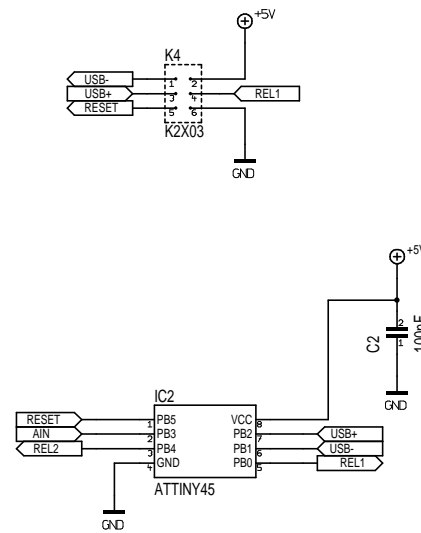 +5V
K4
USB- 1 2
USB+ 3 4 REL1
RESET 5 6
K2X03
GND
+5V
2
C2 100nF
1
GND
IC2
RESET 1 PB5 VCC 8
AIN 2 PB3 PB2 7 USB+
REL2 3 PB4 PB1 6 USB-
4 GND PB0 5 REL1
ATTINY45
GND